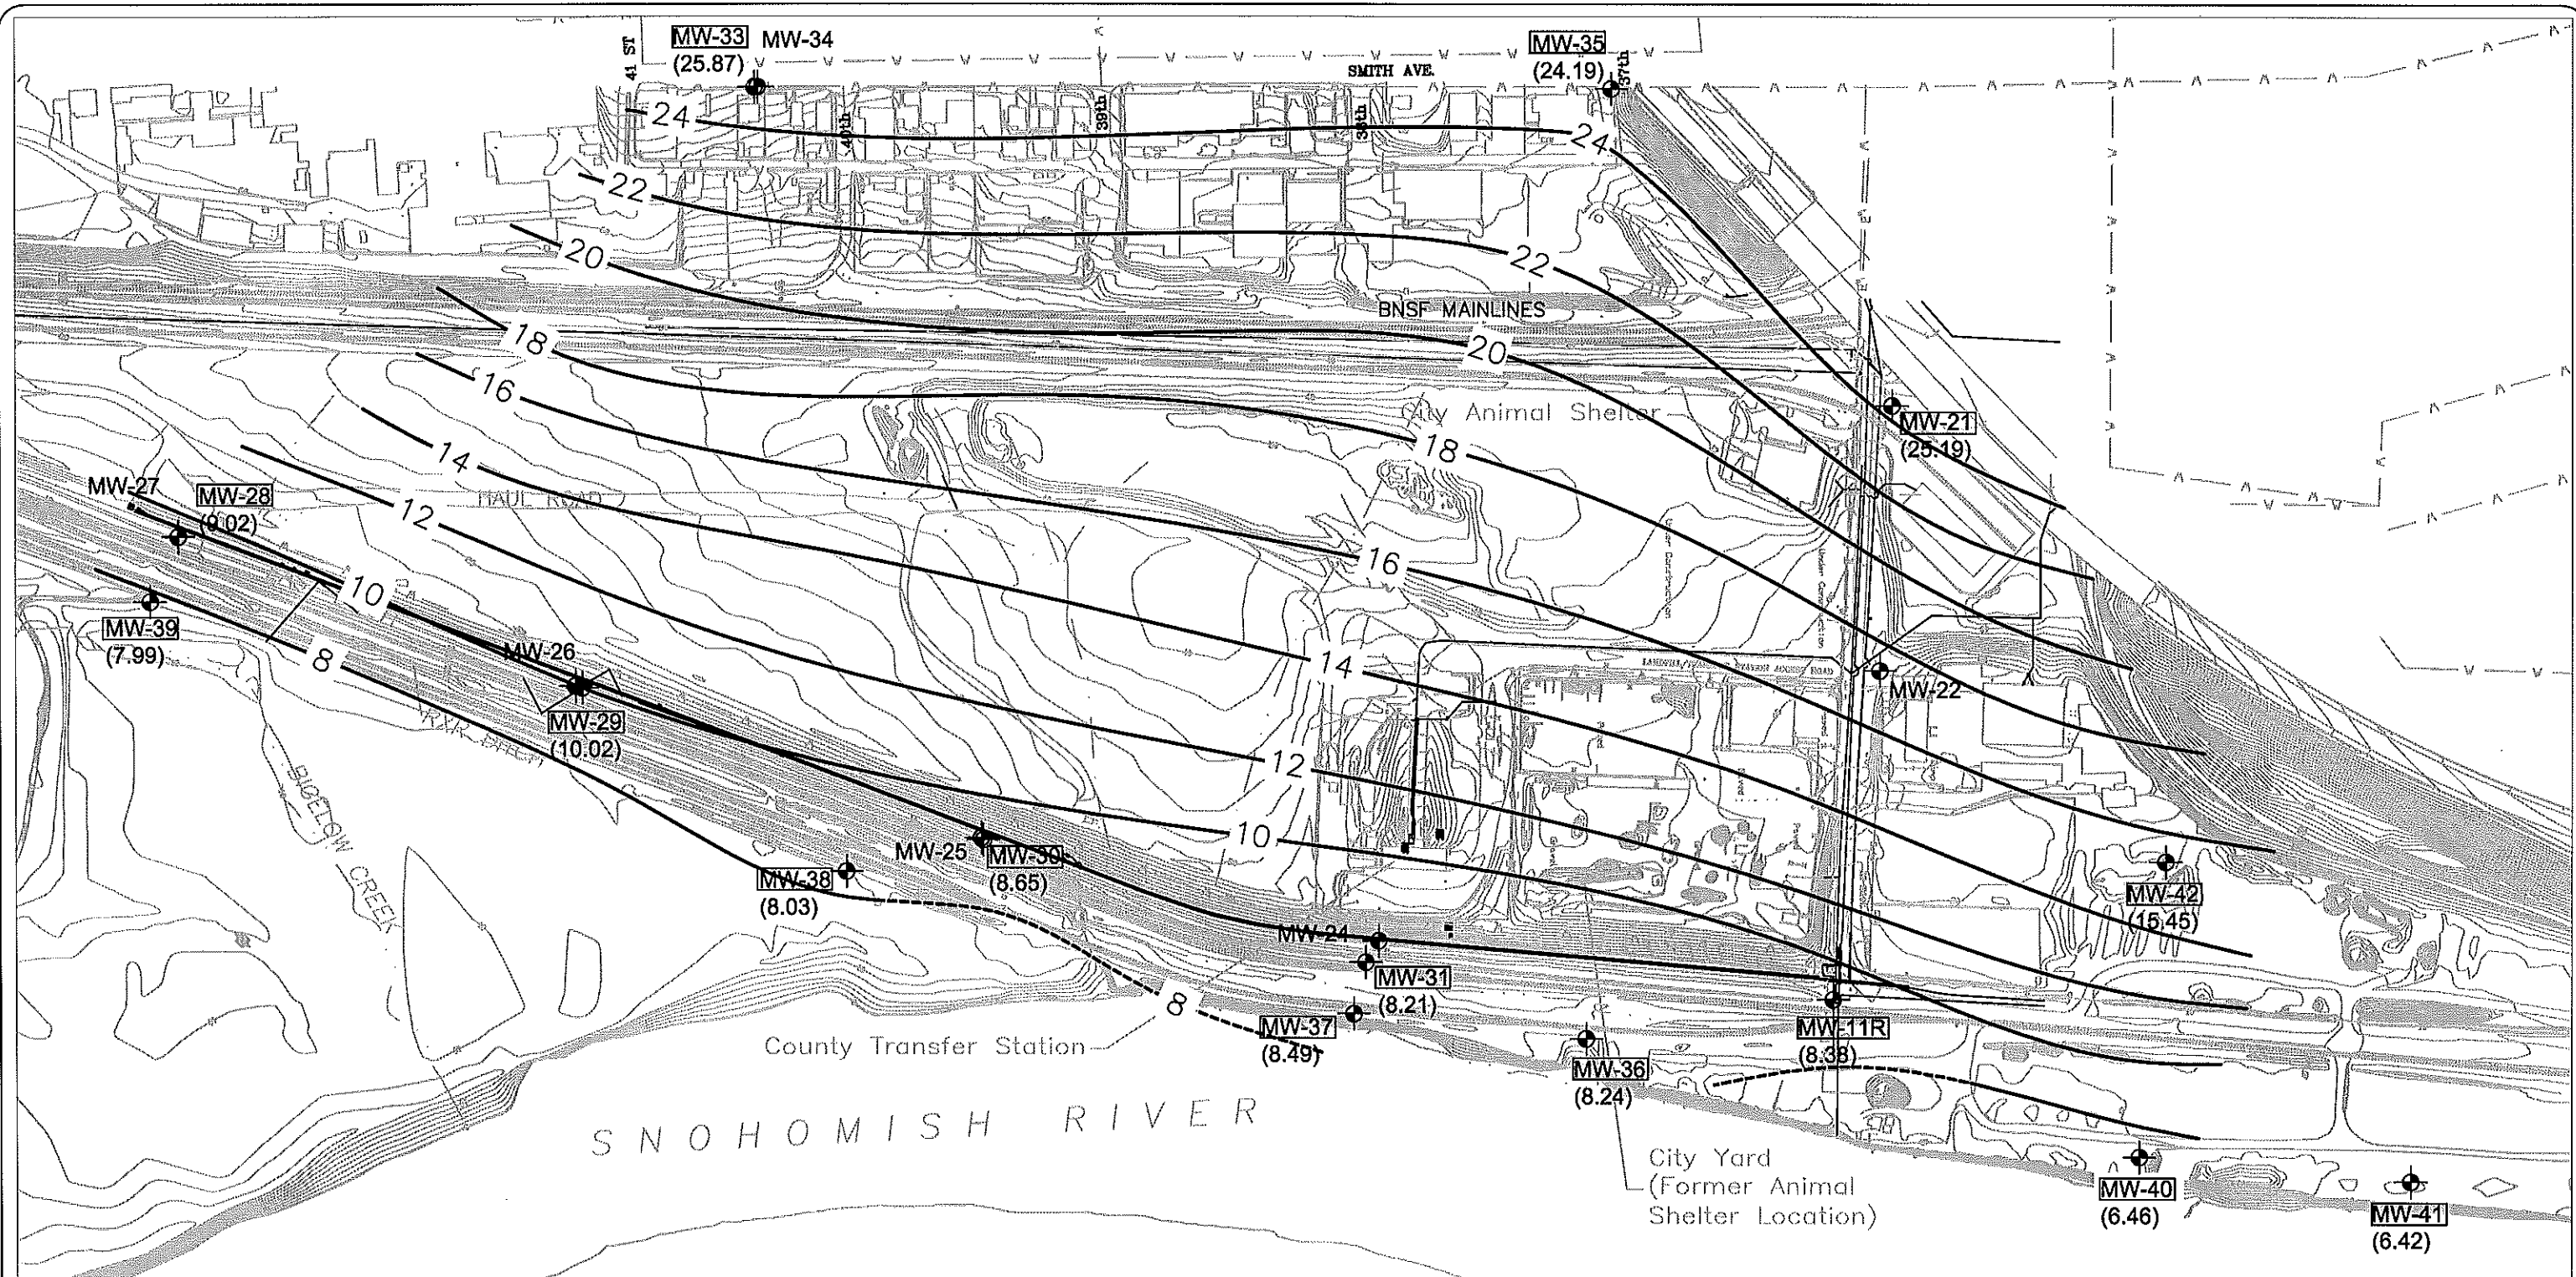 MW-33 MW-34
(25.87)
41 ST
MW-35
(24.19)
37th
SMITH AVE.
40th
39th
38th
24
24
22
22
20
20
BNSF MAINLINES
18
18
City Animal Shelter
MW-21
(25.19)
16
16
14
14
HAUL ROAD
12
12
MW-27
MW-28
(9.02)
10
10
MW-39
(7.99)
8
MW-26
MW-29
(10.02)
MW-22
BIGELOW CREEK
MW-25
MW-30
(8.65)
MW-38
(8.03)
MW-42
(15.45)
MW-24
MW-31
(8.21)
8
MW-37
(8.49)
County Transfer Station
MW-11R
(8.38)
MW-36
(8.24)
SNOHOMISH RIVER
City Yard
(Former Animal
Shelter Location)
MW-40
(6.46)
MW-41
(6.42)